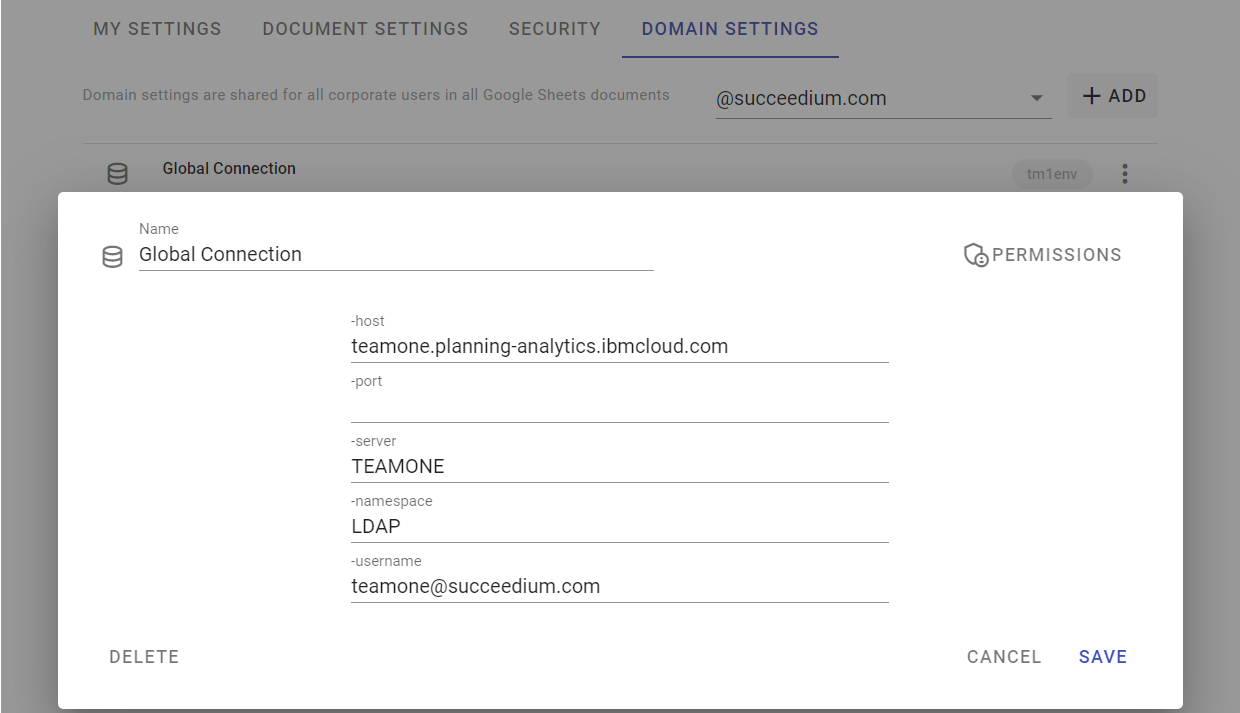 MY SETTINGS DOCUMENT SETTINGS SECURITY DOMAIN SETTINGS
Domain settings are shared for all corporate users in all Google Sheets documents @succeedium.com + ADD
Global Connection tm1env
Name
Global Connection PERMISSIONS
-host
teamone.planning-analytics.ibmcloud.com
-port
-server
TEAMONE
-namespace
LDAP
-username
teamone@succeedium.com
DELETE CANCEL SAVE